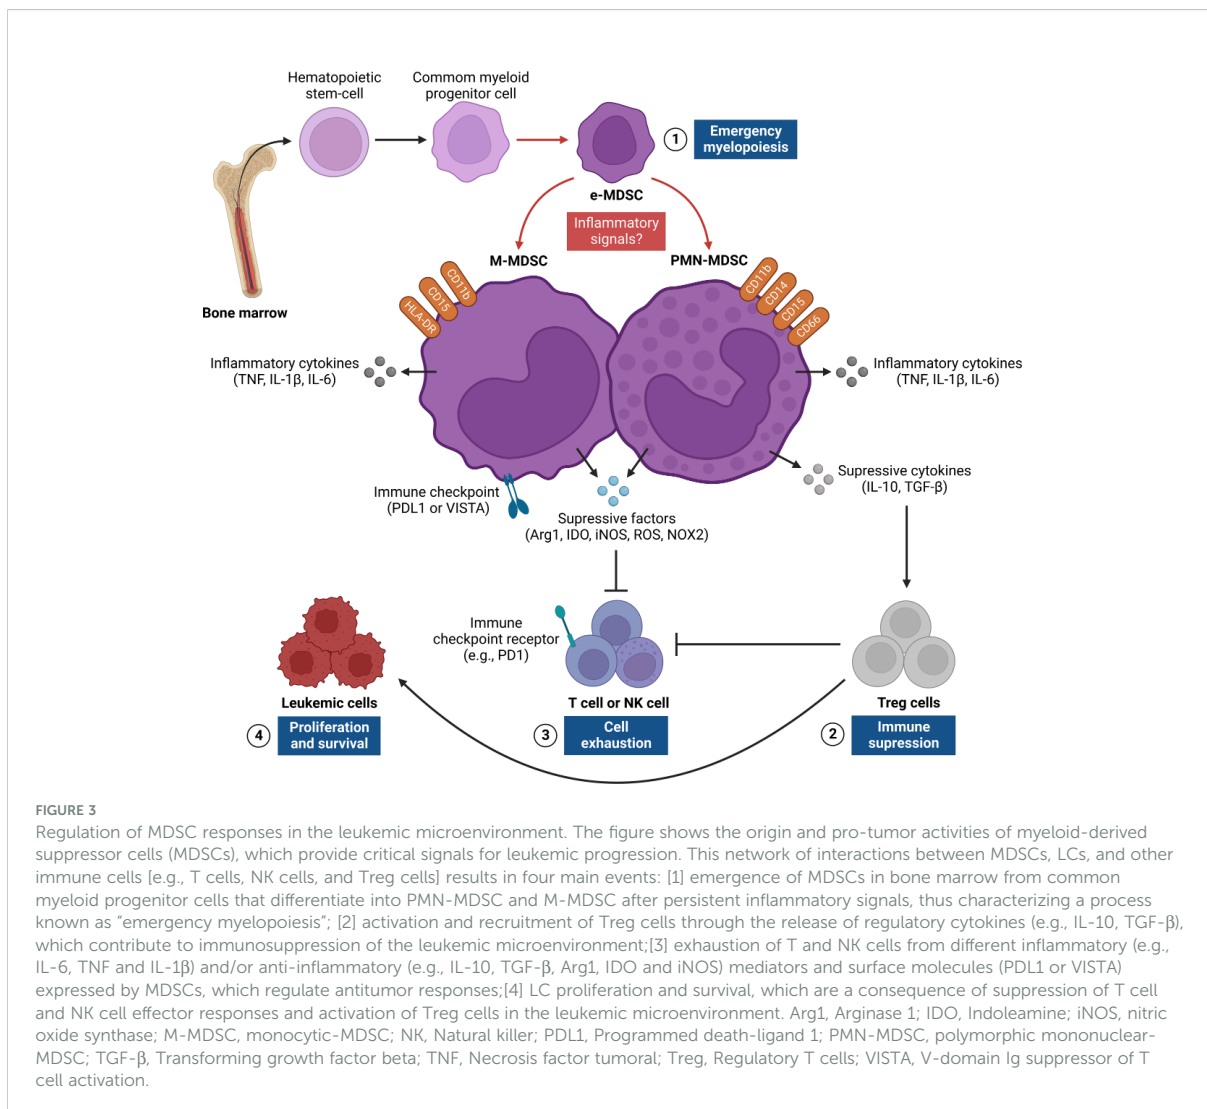 Hematopoietic
stem-cell
Commom myeloid
progenitor cell
1
Emergency
myelopoiesis
e-MDSC
Inflammatory
signals?
M-MDSC
PMN-MDSC
Bone marrow
HLA-DR
CD15
CD11b
CD11b
CD14
CD15
CD66
Inflammatory cytokines
(TNF, IL-1β, IL-6)
Inflammatory cytokines
(TNF, IL-1β, IL-6)
Immune checkpoint
(PDL1 or VISTA)
Supressive factors
(Arg1, IDO, iNOS, ROS, NOX2)
Supressive cytokines
(IL-10, TGF-β)
Immune
checkpoint receptor
(e.g., PD1)
Leukemic cells
4
Proliferation
and survival
T cell or NK cell
3
Cell
exhaustion
Treg cells
2
Immune
supression
FIGURE 3
Regulation of MDSC responses in the leukemic microenvironment. The figure shows the origin and pro-tumor activities of myeloid-derived
suppressor cells (MDSCs), which provide critical signals for leukemic progression. This network of interactions between MDSCs, LCs, and other
immune cells [e.g., T cells, NK cells, and Treg cells] results in four main events: [1] emergence of MDSCs in bone marrow from common
myeloid progenitor cells that differentiate into PMN-MDSC and M-MDSC after persistent inflammatory signals, thus characterizing a process
known as “emergency myelopoiesis”; [2] activation and recruitment of Treg cells through the release of regulatory cytokines (e.g., IL-10, TGF-β),
which contribute to immunosuppression of the leukemic microenvironment;[3] exhaustion of T and NK cells from different inflammatory (e.g.,
IL-6, TNF and IL-1β) and/or anti-inflammatory (e.g., IL-10, TGF-β, Arg1, IDO and iNOS) mediators and surface molecules (PDL1 or VISTA)
expressed by MDSCs, which regulate antitumor responses;[4] LC proliferation and survival, which are a consequence of suppression of T cell
and NK cell effector responses and activation of Treg cells in the leukemic microenvironment. Arg1, Arginase 1; IDO, Indoleamine; iNOS, nitric
oxide synthase; M-MDSC, monocytic-MDSC; NK, Natural killer; PDL1, Programmed death-ligand 1; PMN-MDSC, polymorphic mononuclear-
MDSC; TGF-β, Transforming growth factor beta; TNF, Necrosis factor tumoral; Treg, Regulatory T cells; VISTA, V-domain Ig suppressor of T
cell activation.